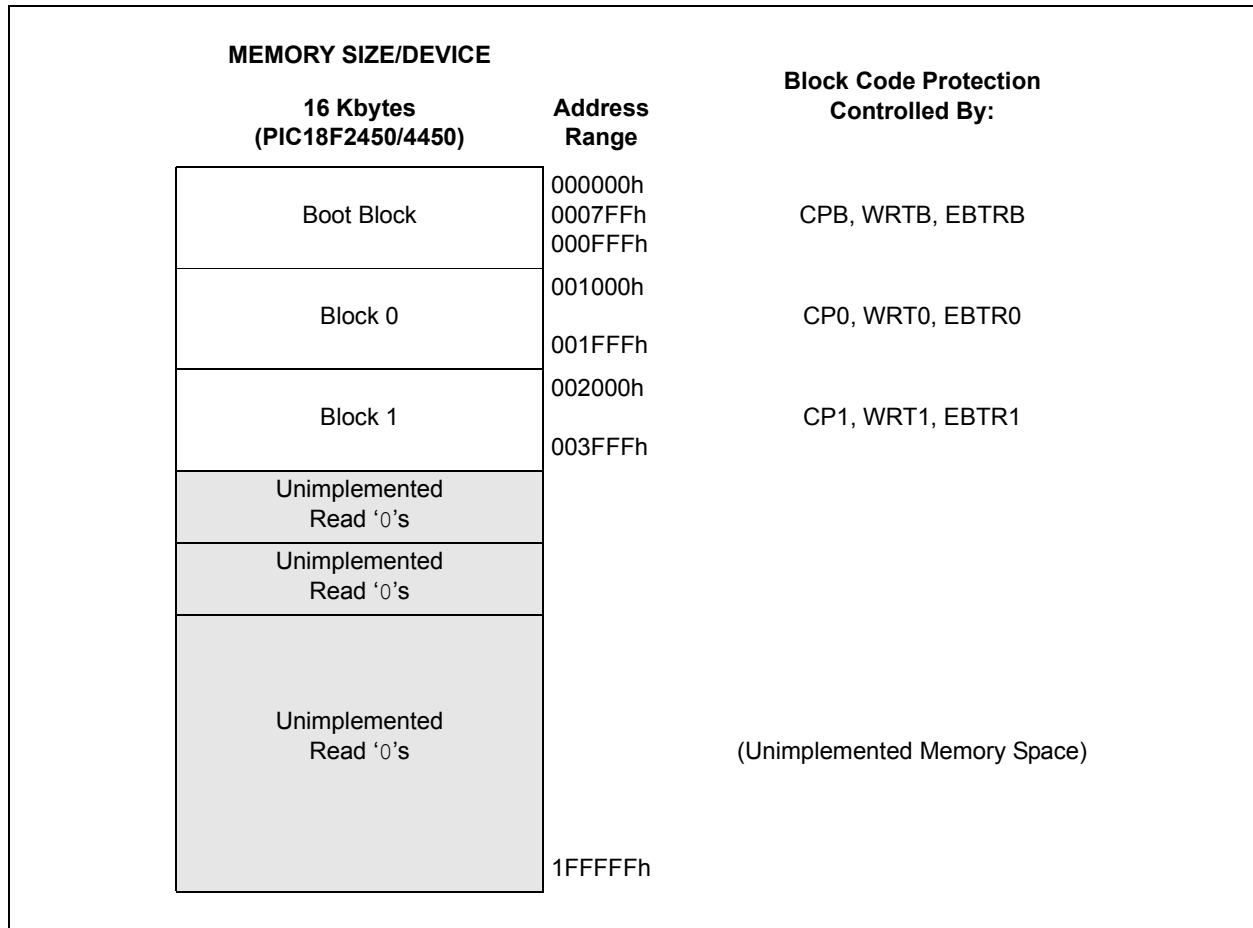 MEMORY SIZE/DEVICE
16 Kbytes
(PIC18F2450/4450)
Address
Range
Block Code Protection
Controlled By:
Boot Block
000000h
0007FFh
000FFFh
CPB, WRTB, EBTRB
Block 0
001000h
001FFFh
CP0, WRT0, EBTR0
Block 1
002000h
003FFFh
CP1, WRT1, EBTR1
Unimplemented
Read ‘0’s
Unimplemented
Read ‘0’s
Unimplemented
Read ‘0’s
(Unimplemented Memory Space)
1FFFFFh